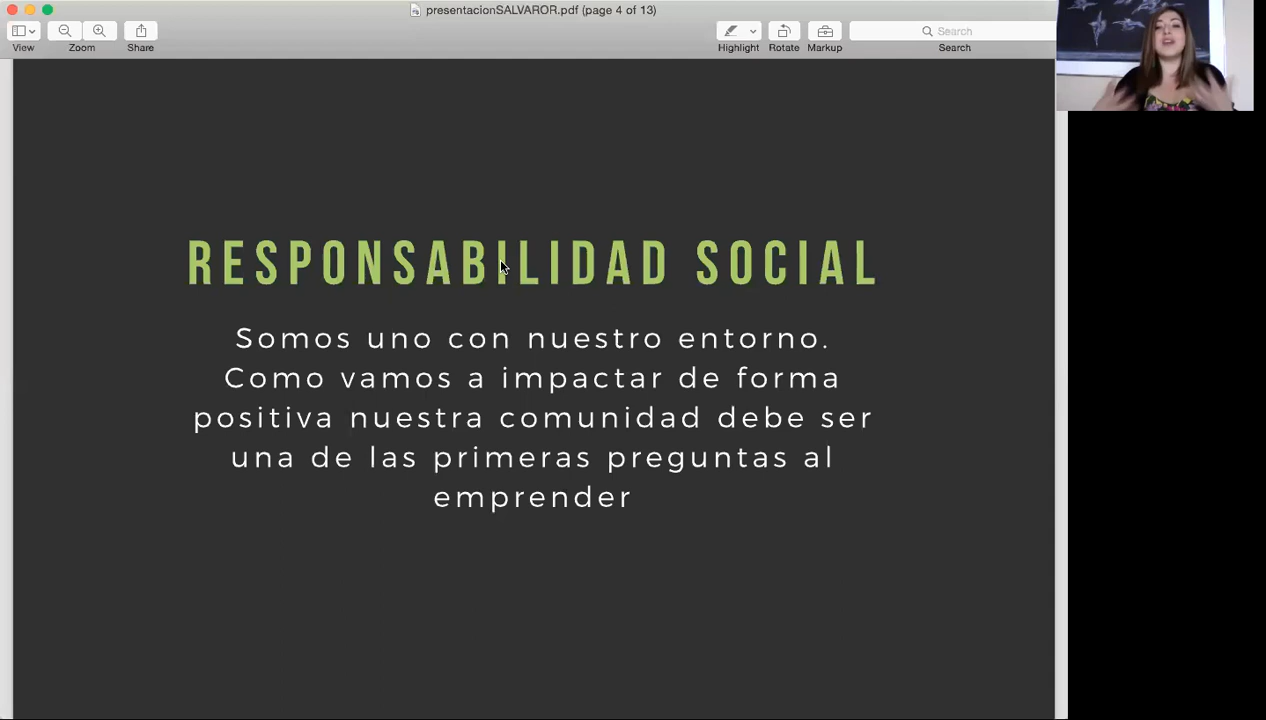 presentacionSALVAROR.pdf (page 4 of 13)
View Zoom Share Highlight Rotate Markup Search
Search
RESPONSABILIDAD SOCIAL
Somos uno con nuestro entorno.
Como vamos a impactar de forma
positiva nuestra comunidad debe ser
una de las primeras preguntas al
emprender